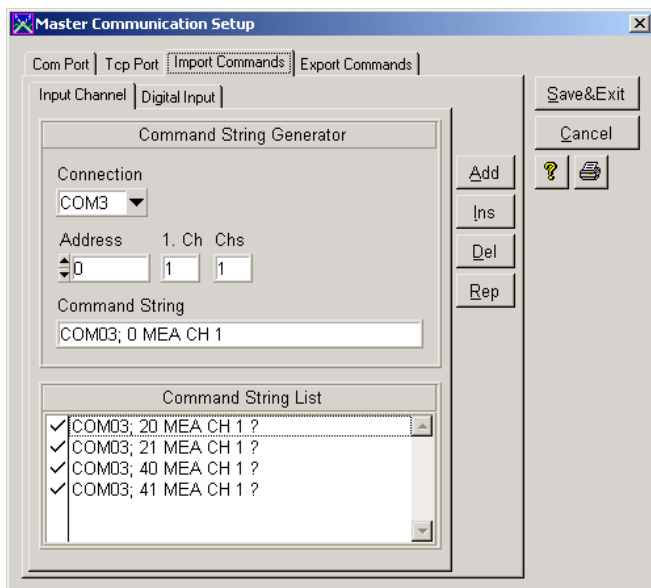 Master Communication Setup
Com Port Tcp Port Import Commands Export Commands
Input Channel Digital Input
Command String Generator
Connection
COM3
Address 1. Ch Chs
0 1 1
Command String
COM03; 0 MEA CH 1
Command String List
COM03; 20 MEA CH 1 ?
COM03; 21 MEA CH 1 ?
COM03; 40 MEA CH 1 ?
COM03; 41 MEA CH 1 ?
Add
Ins
Del
Rep
Save&Exit
Cancel
?